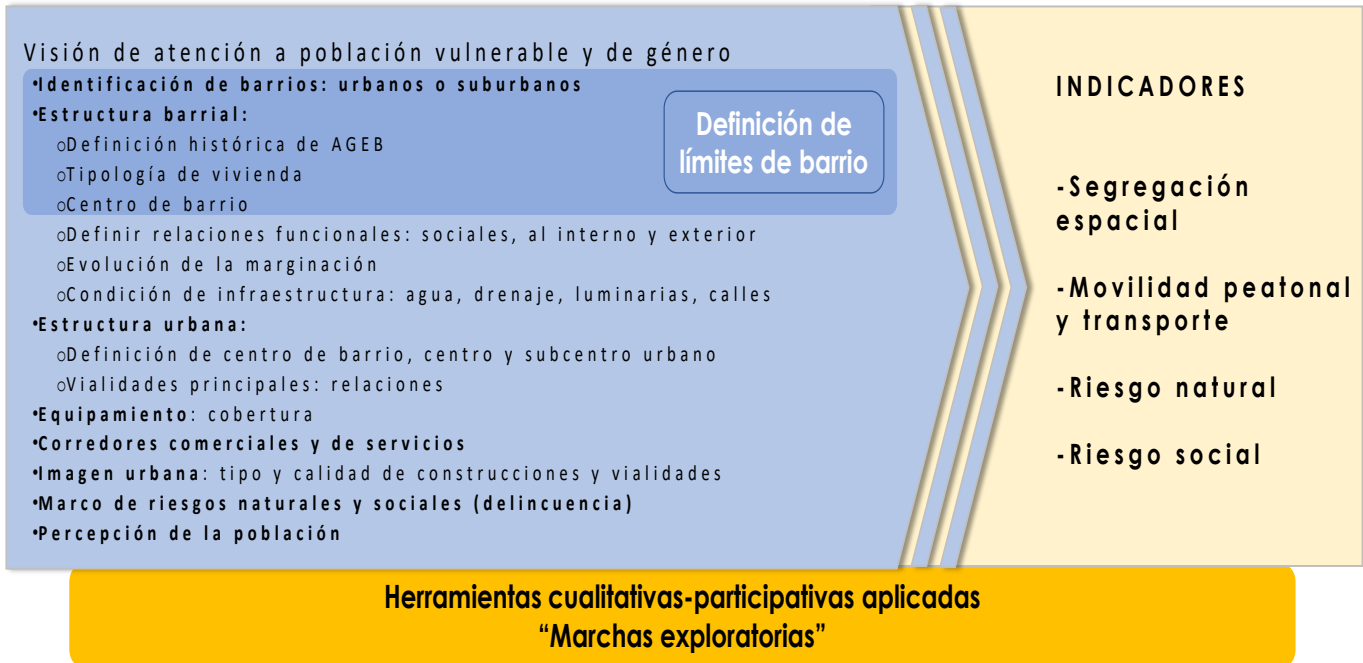 Visión de atención a población vulnerable y de género
•Identificación de barrios: urbanos o suburbanos
•Estructura barrial:
oDefinición histórica de AGEB
oTipología de vivienda
oCentro de barrio
oDefinir relaciones funcionales: sociales, al interno y exterior
oEvolución de la marginación
oCondición de infraestructura: agua, drenaje, luminarias, calles
•Estructura urbana:
oDefinición de centro de barrio, centro y subcentro urbano
oVialidades principales: relaciones
•Equipamiento: cobertura
•Corredores comerciales y de servicios
•Imagen urbana: tipo y calidad de construcciones y vialidades
•Marco de riesgos naturales y sociales (delincuencia)
•Percepción de la población
Definición de
límites de barrio
INDICADORES
-Segregación
espacial
-Movilidad peatonal
y transporte
-Riesgo natural
-Riesgo social
Herramientas cualitativas-participativas aplicadas
“Marchas exploratorias”